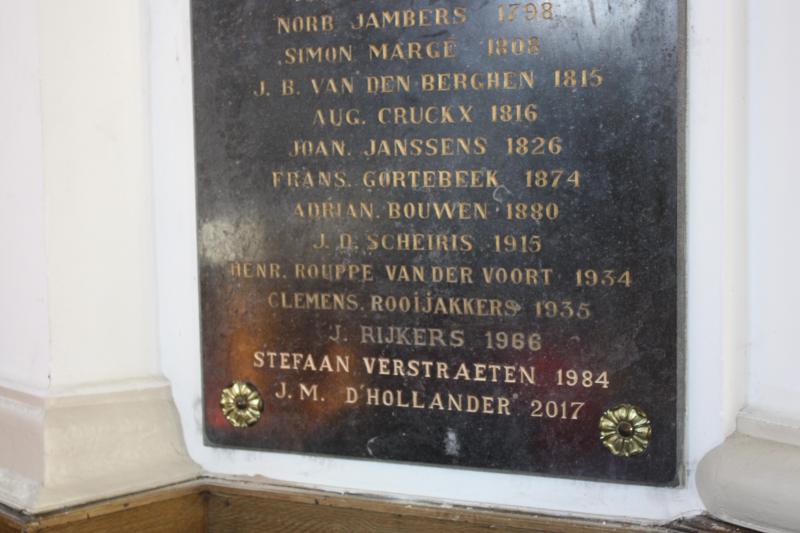 NORB JAMBERS 1798
SIMON MARGÉ 1808
J. B. VAN DEN BERGHEN 1815
AUG. CRUCKX 1816
JOAN. JANSSENS 1826
FRANS. GORTEBEEK 1874
ADRIAN. BOUWEN 1880
J. D. SCHEIRIS 1915
HENR. ROUPPE VAN DER VOORT 1934
CLEMENS. ROOIJAKKERS 1935
J. RIJKERS 1966
STEFAAN VERSTRAETEN 1984
J. M. D'HOLLANDER 2017